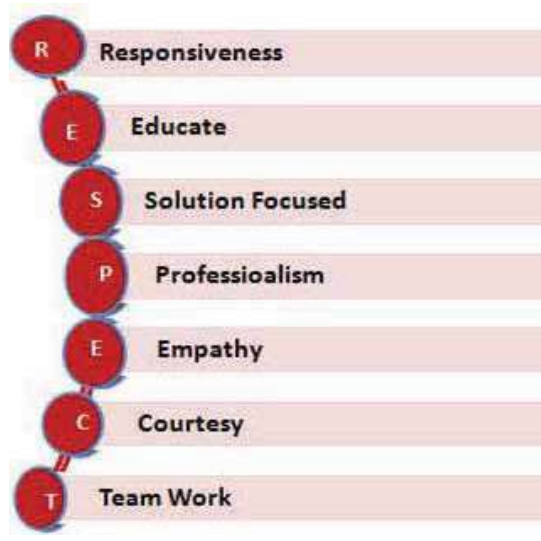 R Responsiveness
E Educate
S Solution Focused
P Professioalism
E Empathy
C Courtesy
T Team Work